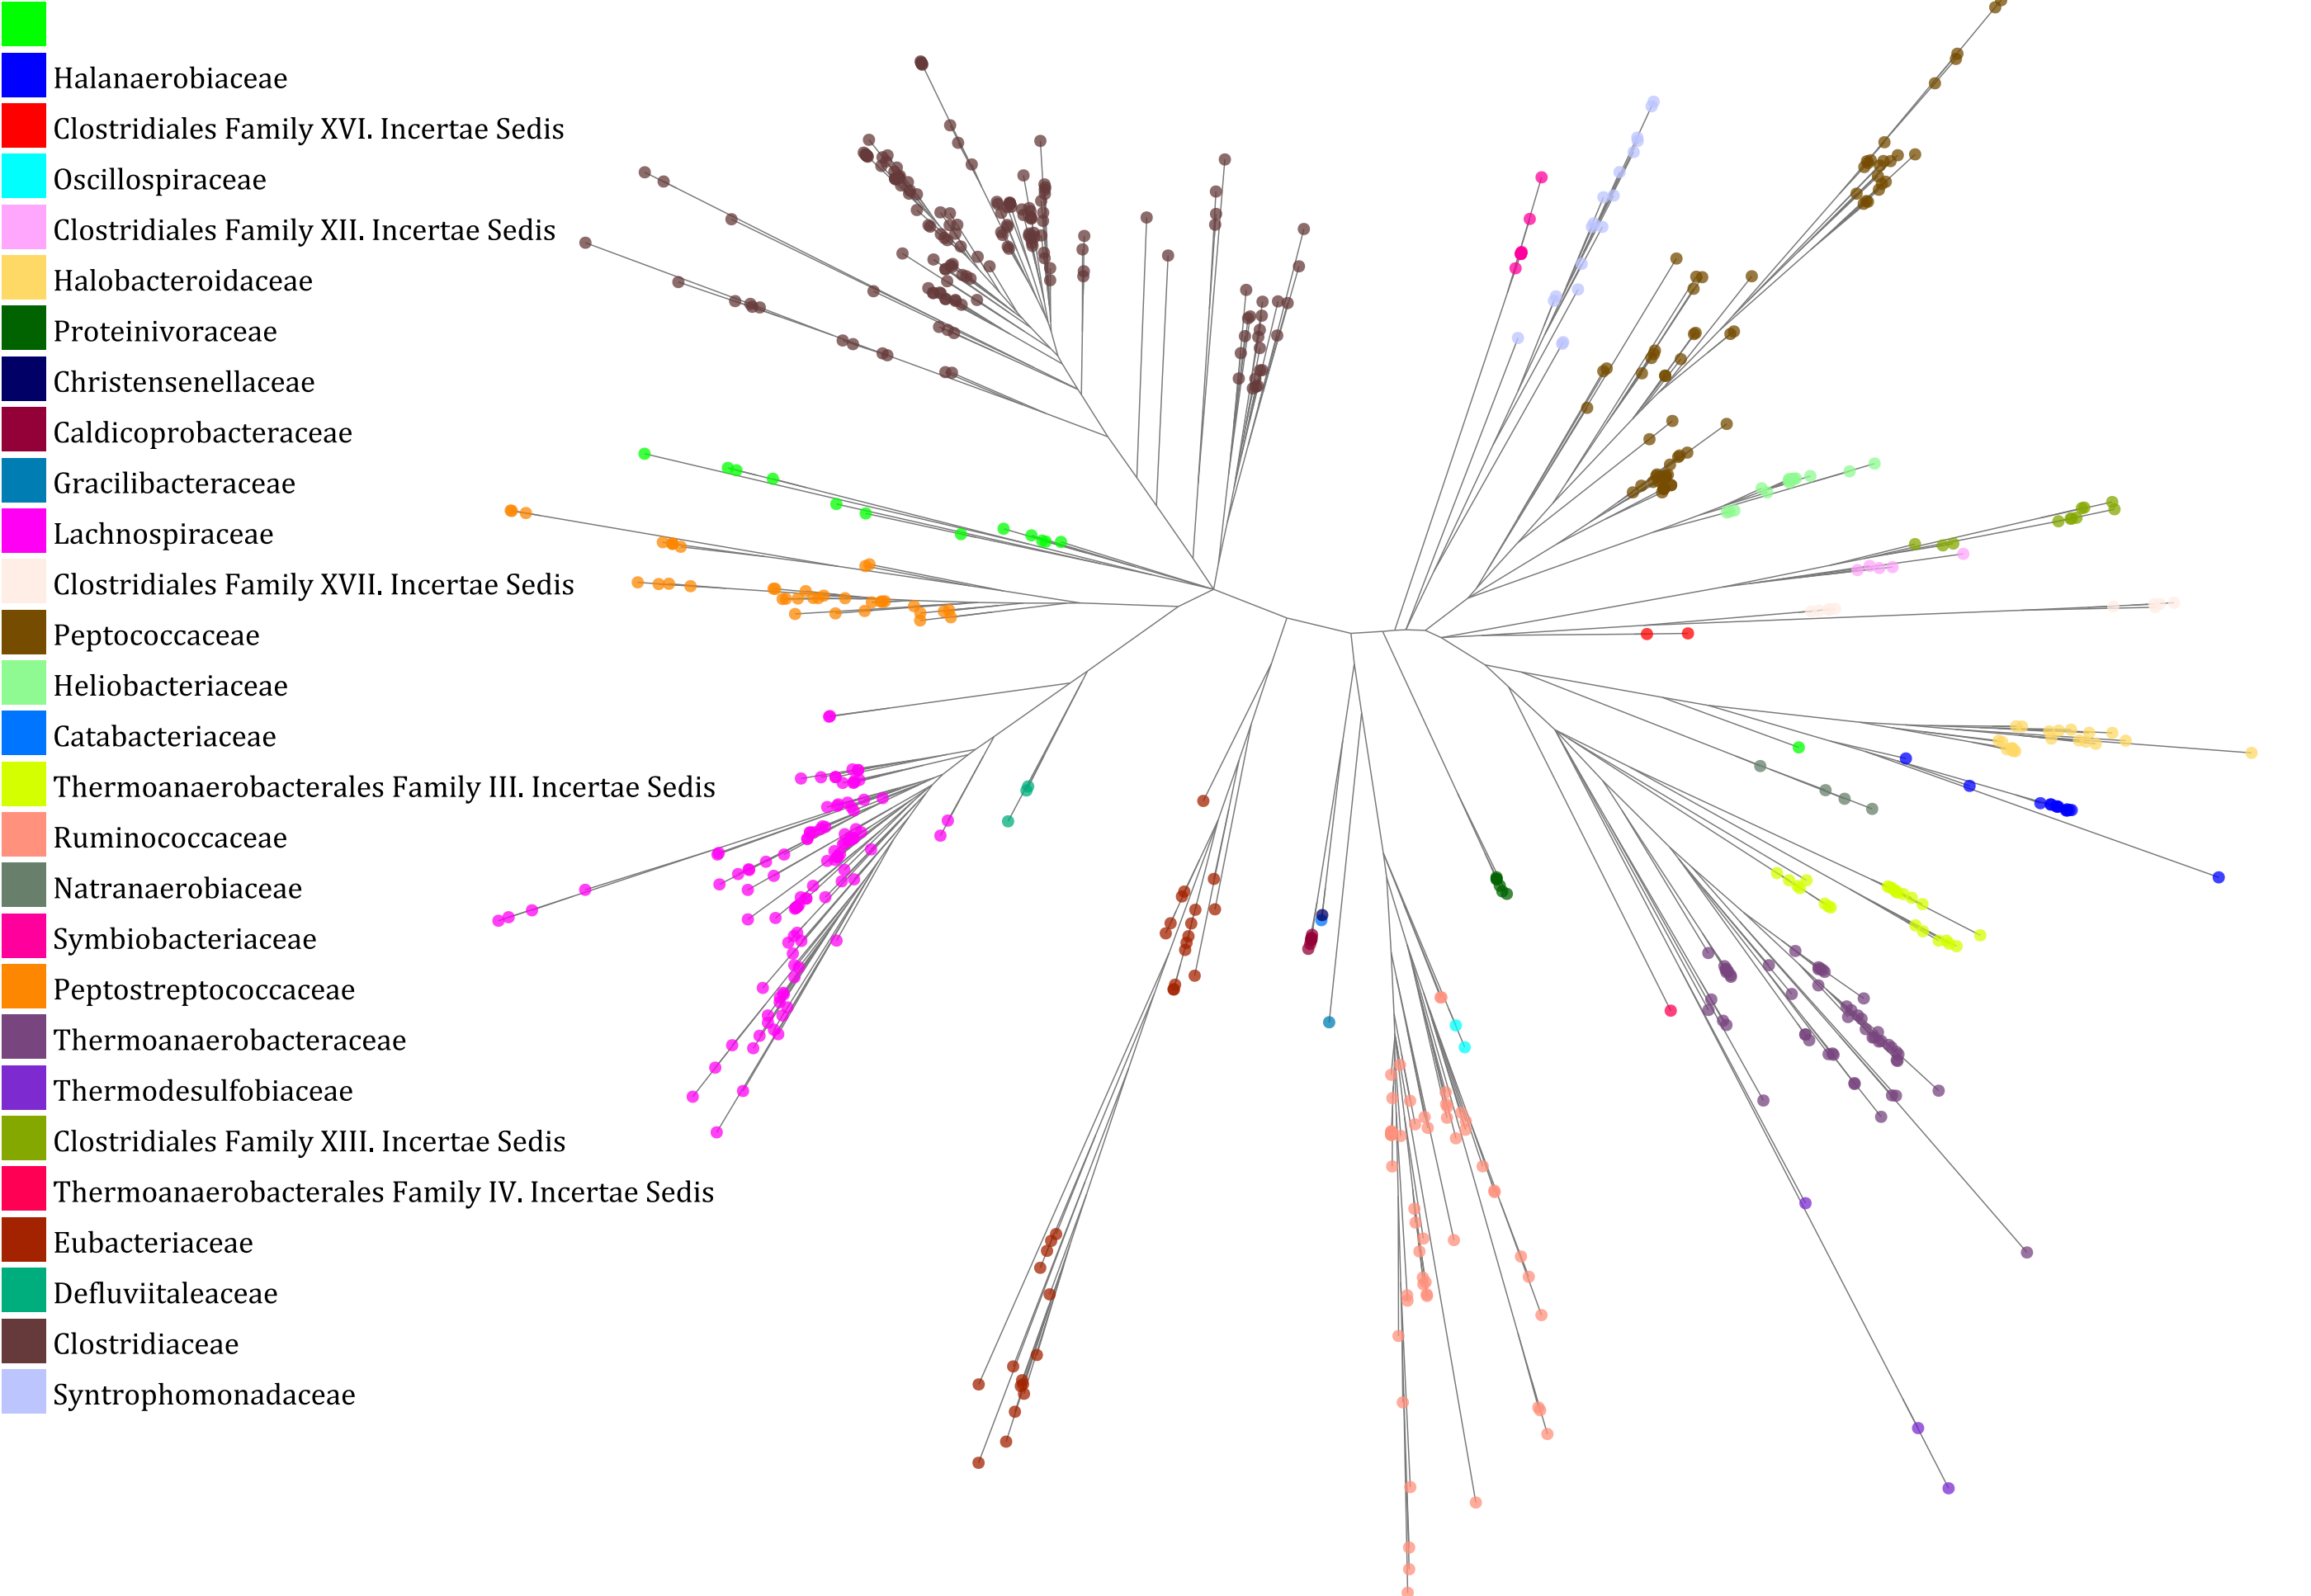 Halanaerobiaceae
Clostridiales Family XVI. Incertae Sedis
Oscillospiraceae
Clostridiales Family XII. Incertae Sedis
Halobacteroidaceae
Proteinivoraceae
Christensenellaceae
Caldicoprobacteraceae
Gracilibacteraceae
Lachnospiraceae
Clostridiales Family XVII. Incertae Sedis
Peptococcaceae
Heliobacteriaceae
Catabacteriaceae
Thermoanaerobacterales Family III. Incertae Sedis
Ruminococcaceae
Natranaerobiaceae
Symbiobacteriaceae
Peptostreptococcaceae
Thermoanaerobacteraceae
Thermodesulfobiaceae
Clostridiales Family XIII. Incertae Sedis
Thermoanaerobacterales Family IV. Incertae Sedis
Eubacteriaceae
Defluviitaleaceae
Clostridiaceae
Syntrophomonadaceae